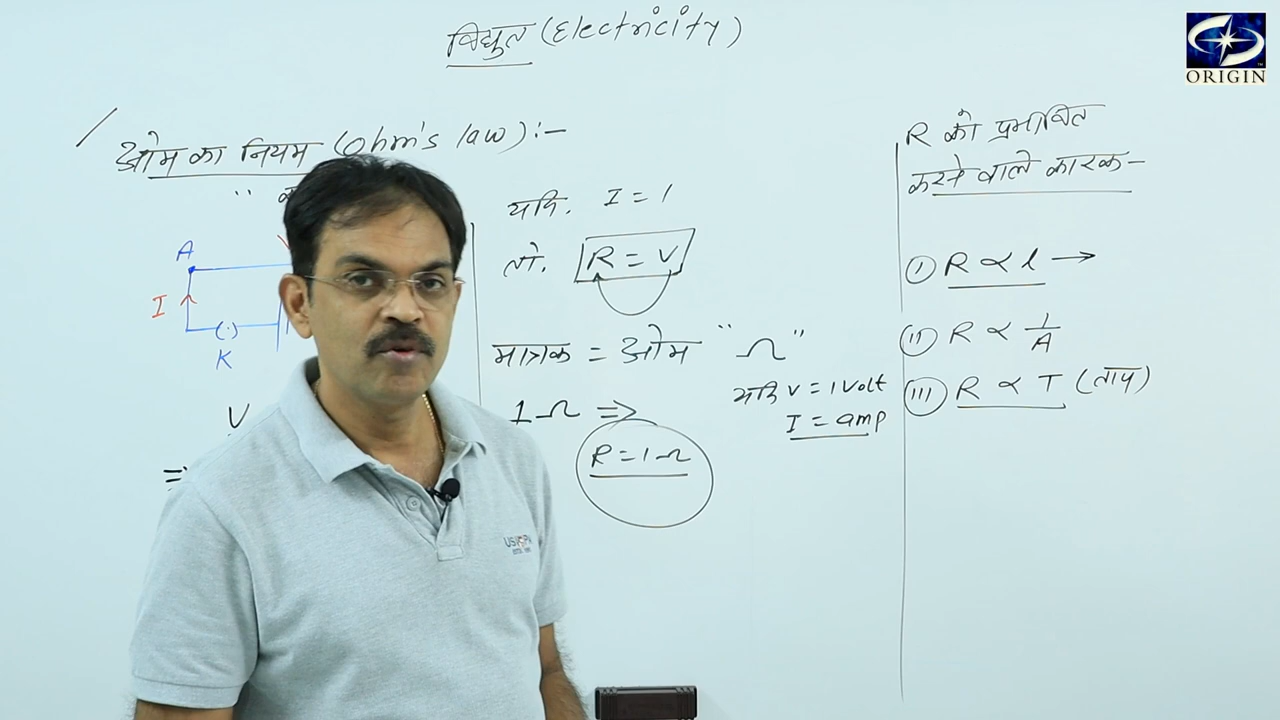 विद्युत (Electricity)
ORIGIN
ओम का नियम (Ohm's law) :-
A
I
K
V
यदि. I = 1
तो. R = V
मात्रक = ओम " Ω "
1Ω ⇒
R = 1Ω
यदि V = 1 Volt
I = amp
R को प्रभावित
करने वाले कारक-
(I) R ∝ l →
(II) R ∝ 1/A
(III) R ∝ T (ताप)